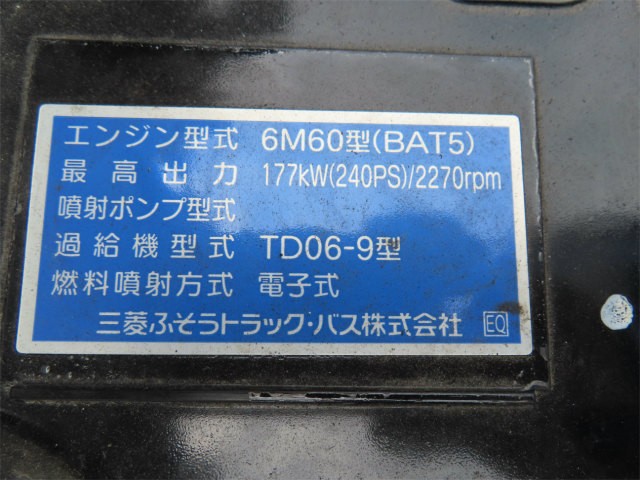 エンジン型式 6M60型(BAT5)
最高出力 177kW(240PS)/2270rpm
噴射ポンプ型式
過給機型式 TD06-9型
燃料噴射方式 電子式
三菱ふそうトラック・バス株式会社 EQ